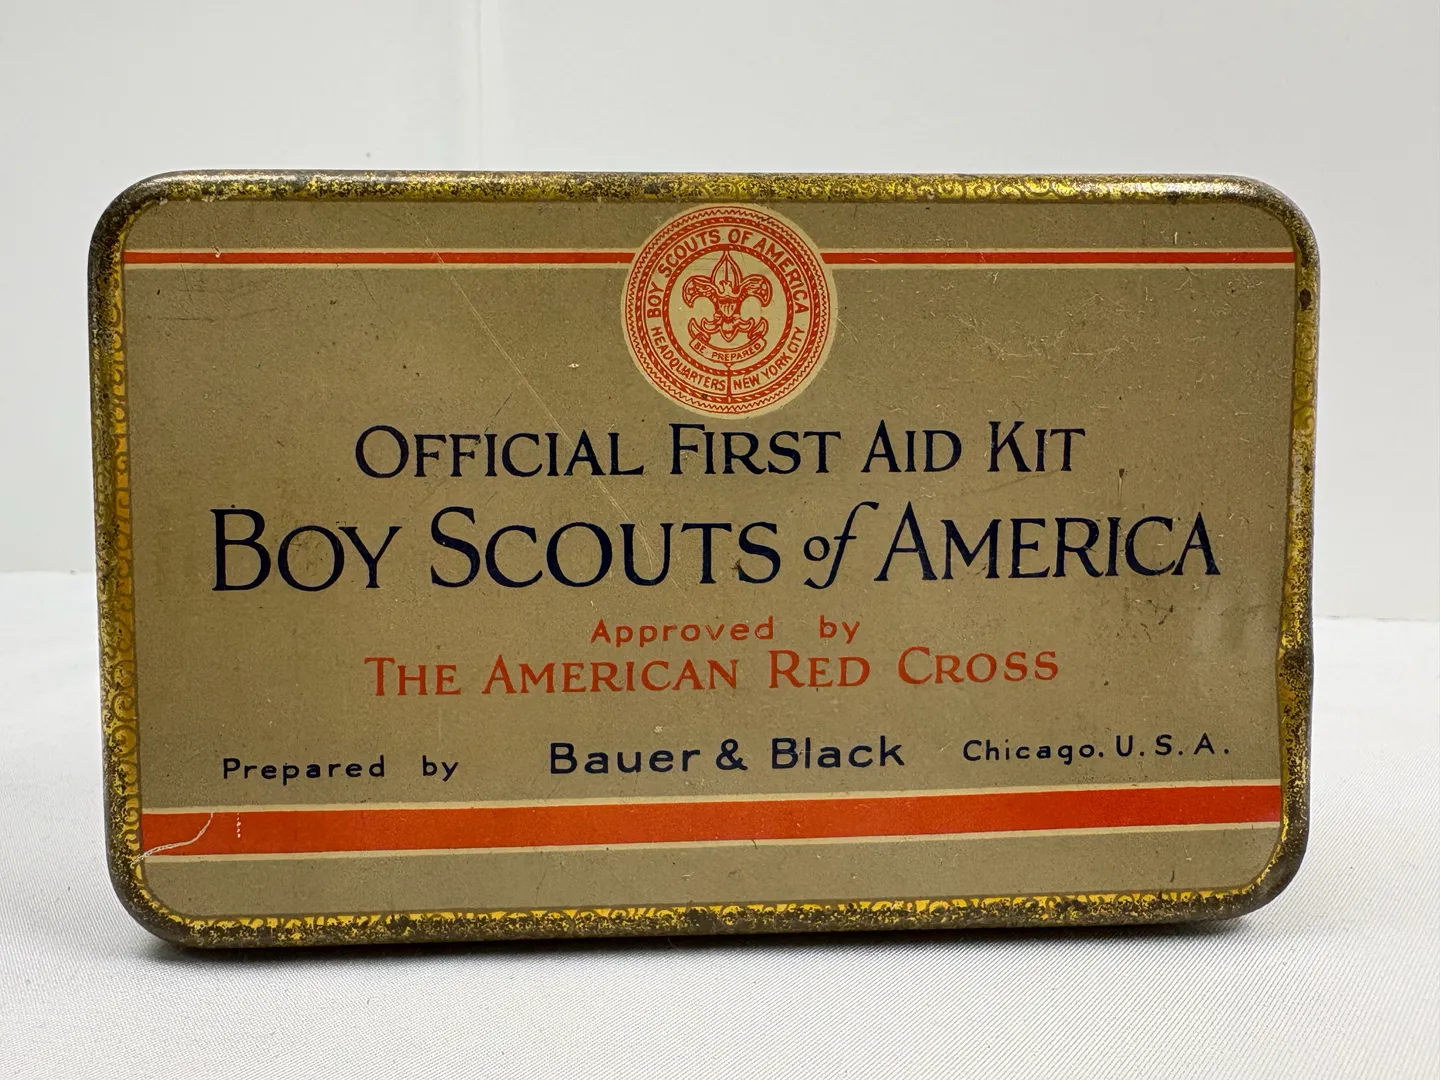 BOY SCOUTS OF AMERICA
BE PREPARED
HEADQUARTERS NEW YORK CITY
OFFICIAL FIRST AID KIT
BOY SCOUTS of AMERICA
Approved by
THE AMERICAN RED CROSS
Prepared by Bauer & Black Chicago. U. S. A.